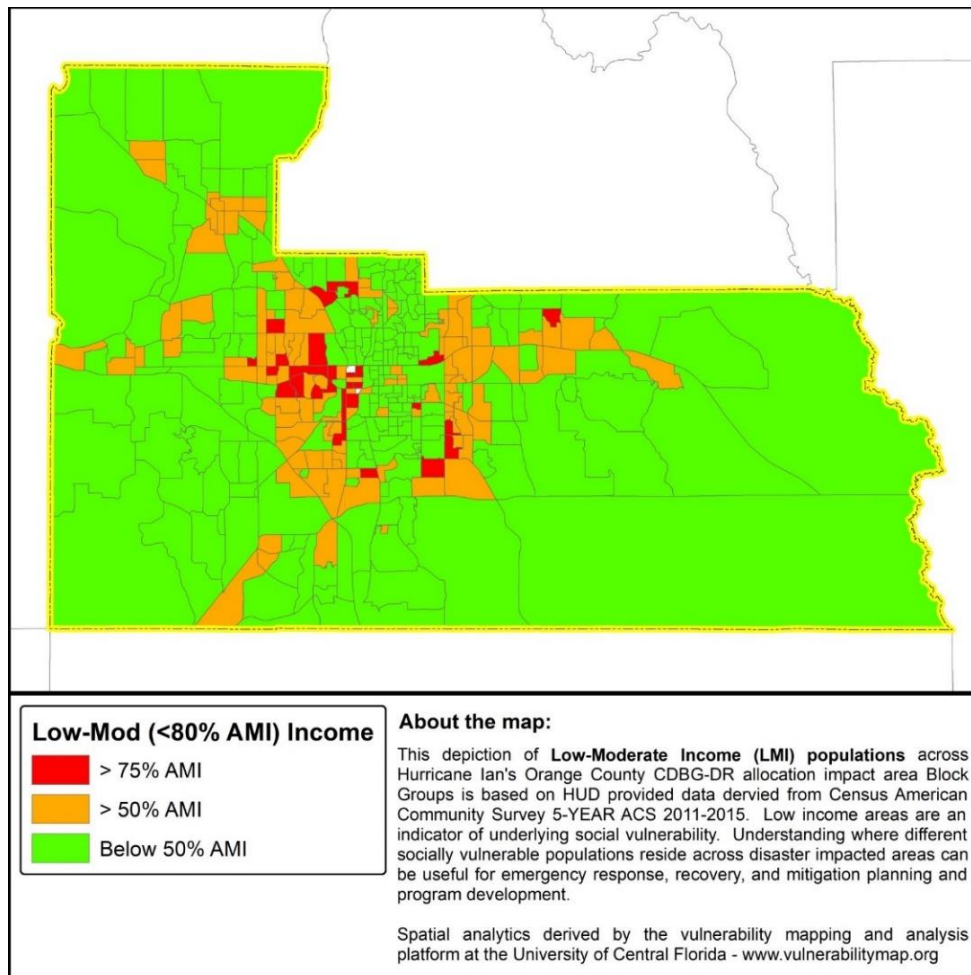 Low-Mod (<80% AMI) Income
> 75% AMI
> 50% AMI
Below 50% AMI
About the map:
This depiction of Low-Moderate Income (LMI) populations across
Hurricane Ian's Orange County CDBG-DR allocation impact area Block
Groups is based on HUD provided data dervied from Census American
Community Survey 5-YEAR ACS 2011-2015. Low income areas are an
indicator of underlying social vulnerability. Understanding where different
socially vulnerable populations reside across disaster impacted areas can
be useful for emergency response, recovery, and mitigation planning and
program development.
Spatial analytics derived by the vulnerability mapping and analysis
platform at the University of Central Florida - www.vulnerabilitymap.org